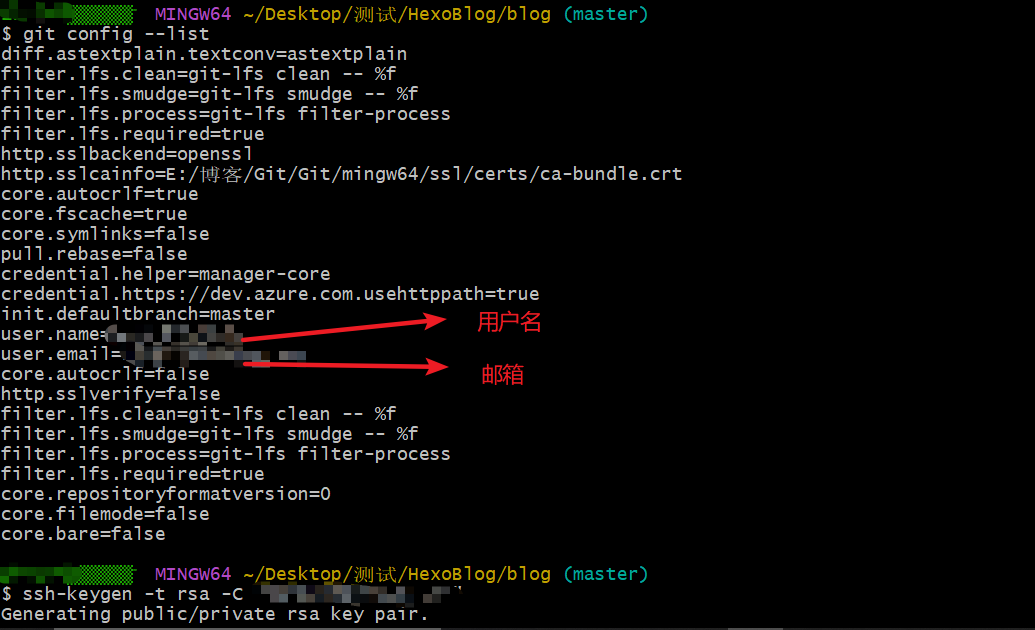 MINGW64 ~/Desktop/测试/HexoBlog/blog (master)
$ git config --list
diff.astextplain.textconv=astextplain
filter.lfs.clean=git-lfs clean -- %f
filter.lfs.smudge=git-lfs smudge -- %f
filter.lfs.process=git-lfs filter-process
filter.lfs.required=true
http.sslbackend=openssl
http.sslcainfo=E:/博客/Git/Git/mingw64/ssl/certs/ca-bundle.crt
core.autocrlf=true
core.fscache=true
core.symlinks=false
pull.rebase=false
credential.helper=manager-core
credential.https://dev.azure.com.usehttppath=true
init.defaultbranch=master
user.name=
用户名
user.email=
邮箱
core.autocrlf=false
http.sslverify=false
filter.lfs.clean=git-lfs clean -- %f
filter.lfs.smudge=git-lfs smudge -- %f
filter.lfs.process=git-lfs filter-process
filter.lfs.required=true
core.repositoryformatversion=0
core.filemode=false
core.bare=false
MINGW64 ~/Desktop/测试/HexoBlog/blog (master)
$ ssh-keygen -t rsa -C
Generating public/private rsa key pair.